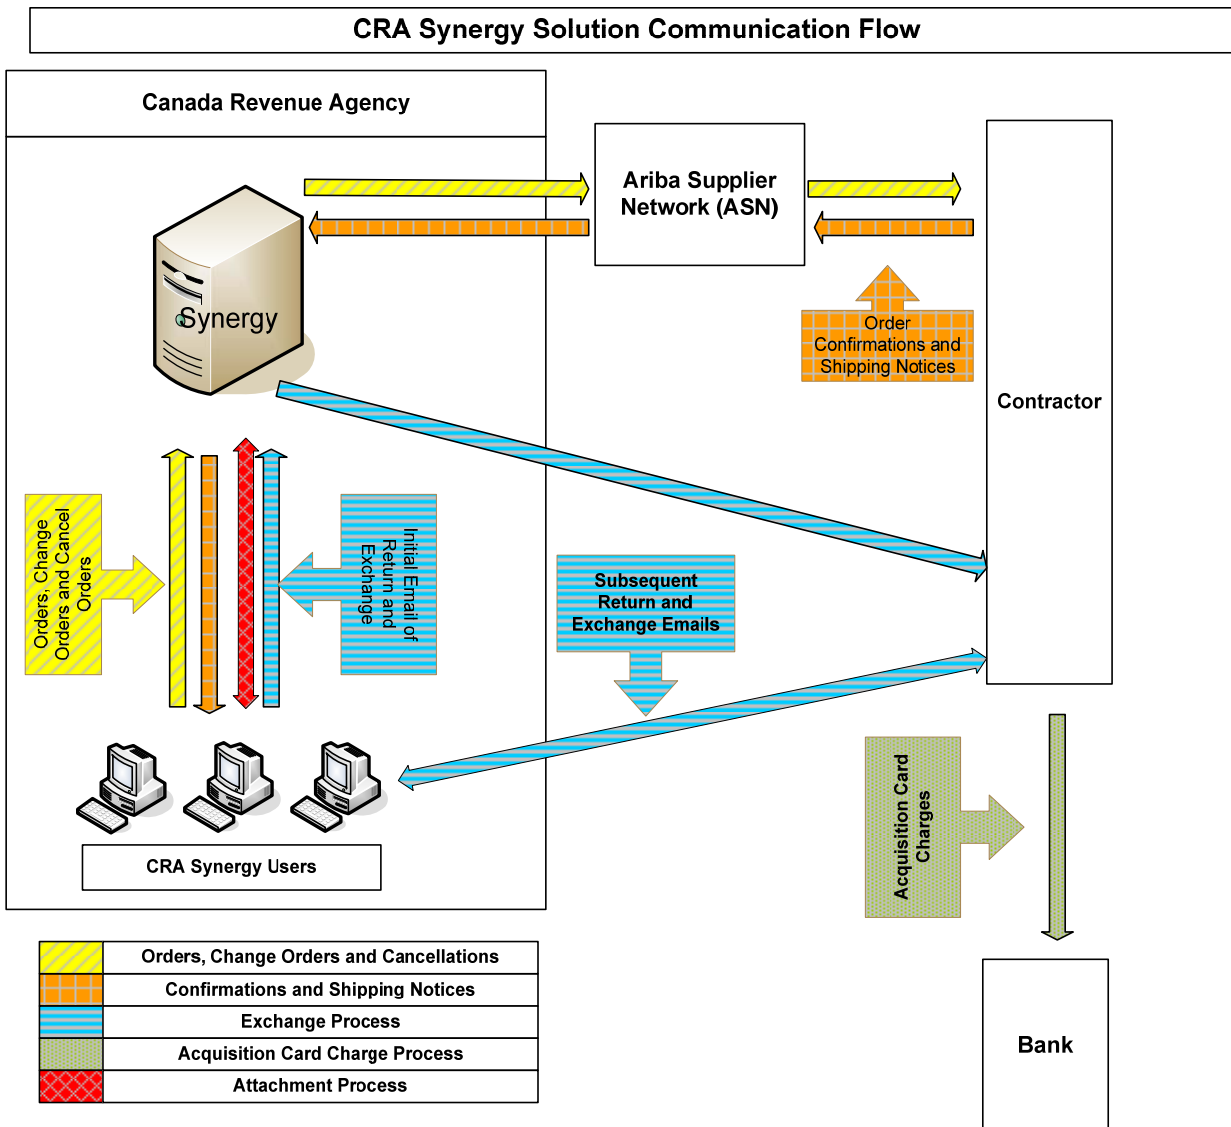 CRA Synergy Solution Communication Flow
Canada Revenue Agency
Ariba Supplier
Network (ASN)
Synergy
Order
Confirmations and
Shipping Notices
Contractor
Orders, Change
Orders and Cancel
Orders
Initial Email of
Return and
Exchange
Subsequent
Return and
Exchange Emails
Acquisition Card
Charges
CRA Synergy Users
Orders, Change Orders and Cancellations
Confirmations and Shipping Notices
Exchange Process
Acquisition Card Charge Process
Attachment Process
Bank